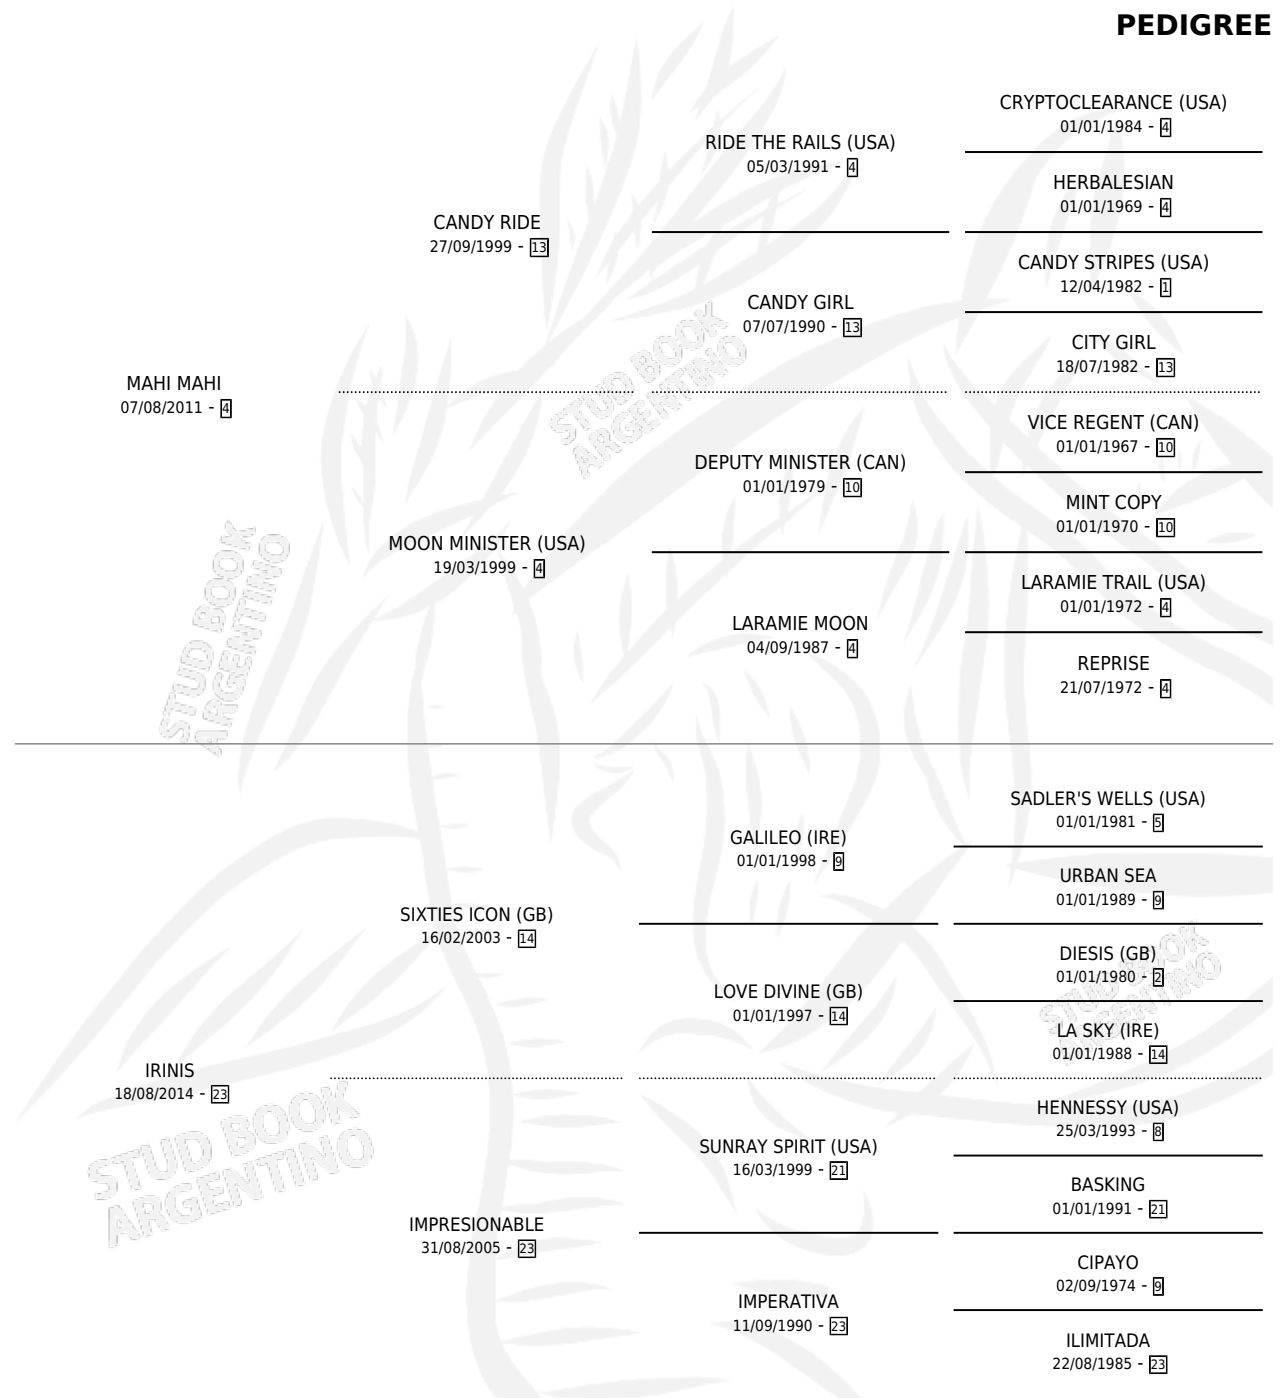 PEDIGREE
CRYPTOCLEARANCE (USA)
01/01/1984 - 4
RIDE THE RAILS (USA)
05/03/1991 - 4
HERBALESIAN
01/01/1969 - 4
CANDY RIDE
27/09/1999 - 13
CANDY STRIPES (USA)
12/04/1982 - 1
CANDY GIRL
07/07/1990 - 13
CITY GIRL
18/07/1982 - 13
MAHI MAHI
07/08/2011 - 4
VICE REGENT (CAN)
01/01/1967 - 10
DEPUTY MINISTER (CAN)
01/01/1979 - 10
MINT COPY
01/01/1970 - 10
MOON MINISTER (USA)
19/03/1999 - 4
LARAMIE TRAIL (USA)
01/01/1972 - 4
LARAMIE MOON
04/09/1987 - 4
REPRISE
21/07/1972 - 4
SADLER'S WELLS (USA)
01/01/1981 - 5
GALILEO (IRE)
01/01/1998 - 9
URBAN SEA
01/01/1989 - 9
SIXTIES ICON (GB)
16/02/2003 - 14
DIESIS (GB)
01/01/1980 - 2
LOVE DIVINE (GB)
01/01/1997 - 14
LA SKY (IRE)
01/01/1988 - 14
IRINIS
18/08/2014 - 23
HENNESSY (USA)
25/03/1993 - 8
SUNRAY SPIRIT (USA)
16/03/1999 - 21
BASKING
01/01/1991 - 21
IMPRESIONABLE
31/08/2005 - 23
CIPAYO
02/09/1974 - 9
IMPERATIVA
11/09/1990 - 23
ILIMITADA
22/08/1985 - 23
STUD BOOK
ARGENTINO
STUD BOOK
ARGENTINO
STUD BOOK
ARGENTINO
STUD BOOK
ARGENTINO